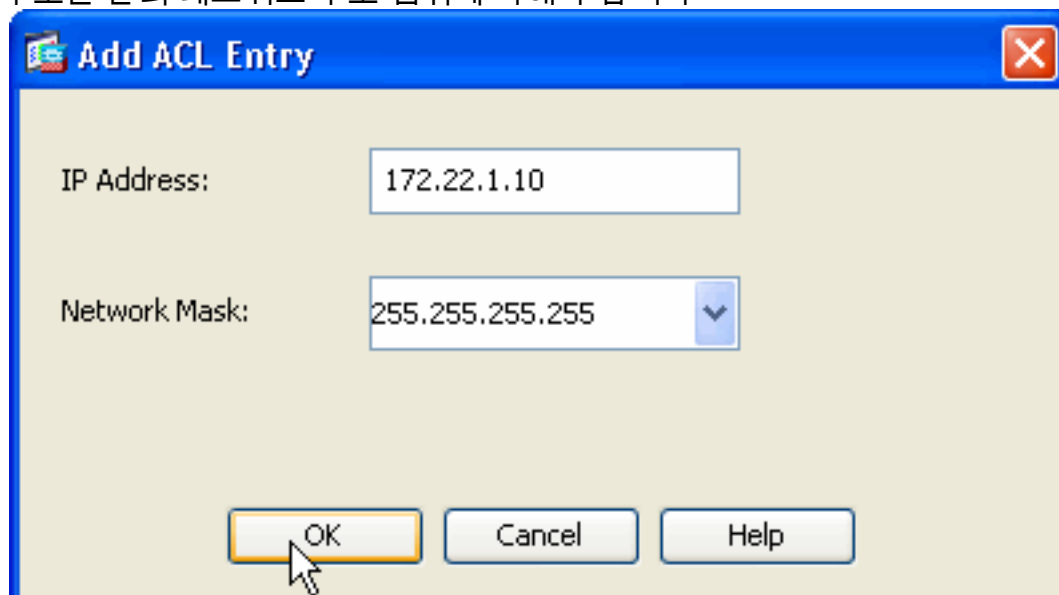 Add ACL Entry
IP Address: 172.22.1.10
Network Mask: 255.255.255.255
OK Cancel Help